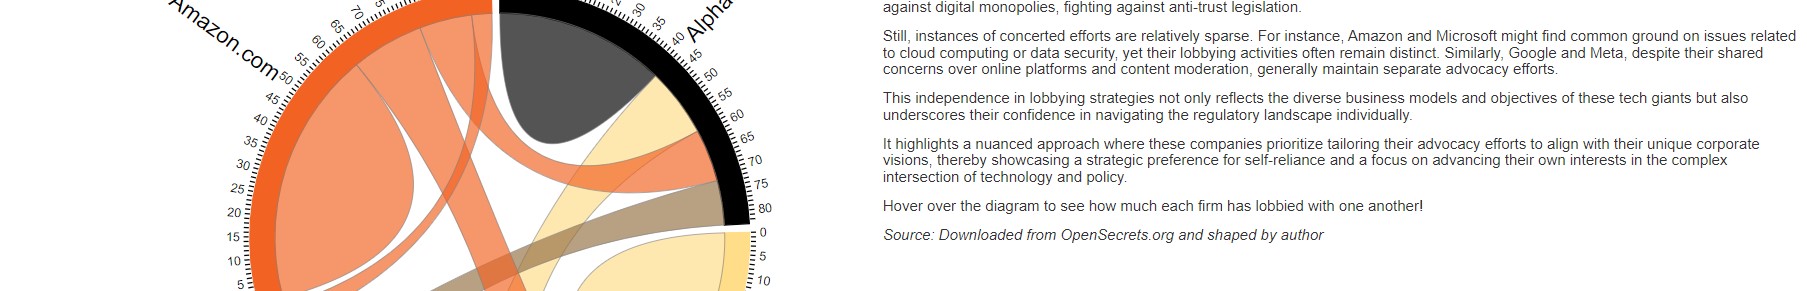 against digital monopolies, fighting against anti-trust legislation.
Still, instances of concerted efforts are relatively sparse. For instance, Amazon and Microsoft might find common ground on issues related
to cloud computing or data security, yet their lobbying activities often remain distinct. Similarly, Google and Meta, despite their shared
concerns over online platforms and content moderation, generally maintain separate advocacy efforts.
This independence in lobbying strategies not only reflects the diverse business models and objectives of these tech giants but also
underscores their confidence in navigating the regulatory landscape individually.
It highlights a nuanced approach where these companies prioritize tailoring their advocacy efforts to align with their unique corporate
visions, thereby showcasing a strategic preference for self-reliance and a focus on advancing their own interests in the complex
intersection of technology and policy.
Hover over the diagram to see how much each firm has lobbied with one another!
Source: Downloaded from OpenSecrets.org and shaped by author
Amazon.com
5
10
15
20
25
30
35
40
45
50
55
60
65
70
Alpha
30
35
40
45
50
55
60
65
70
75
80
0
5
10